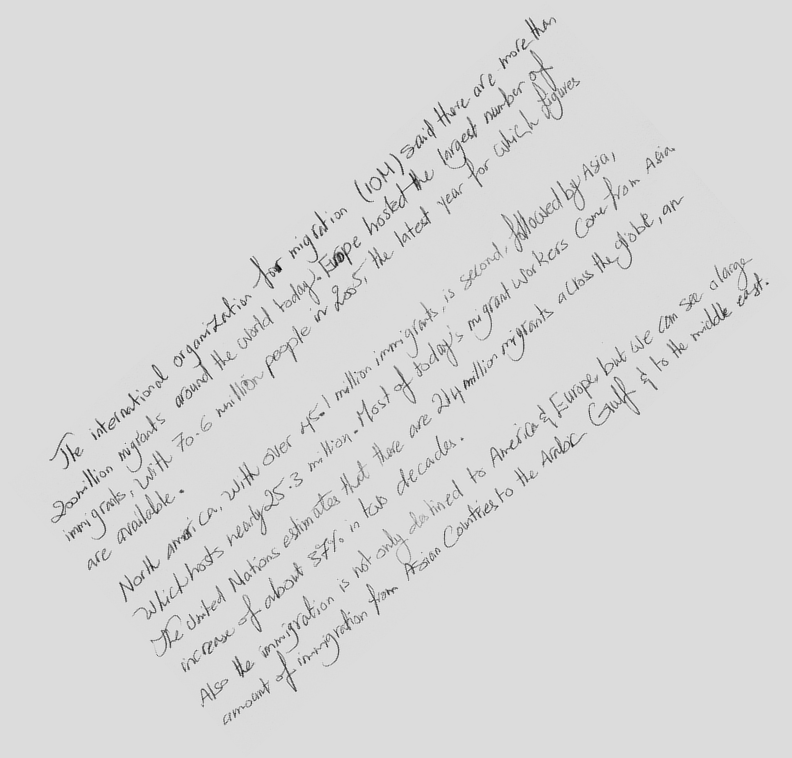 The international organization for migration (IOM) said there are more than
200million migrants around the world today. Europe hosted the largest number of
immigrants, with 70.6 million people in 2005, the latest year for which figures
are available.
North america, with over 45.1 million immigrants, is second, followed by Asia,
which hosts nearly 25.3 million. Most of today's migrant workers come from Asia.
The United Nations estimates that there are 214 million migrants across the globe, an
increase of about 37% in two decades.
Also the immigration is not only destined to America & Europe, but we can see a large
amount of immigration from Asian Countries to the Arabic Gulf & to the middle east.